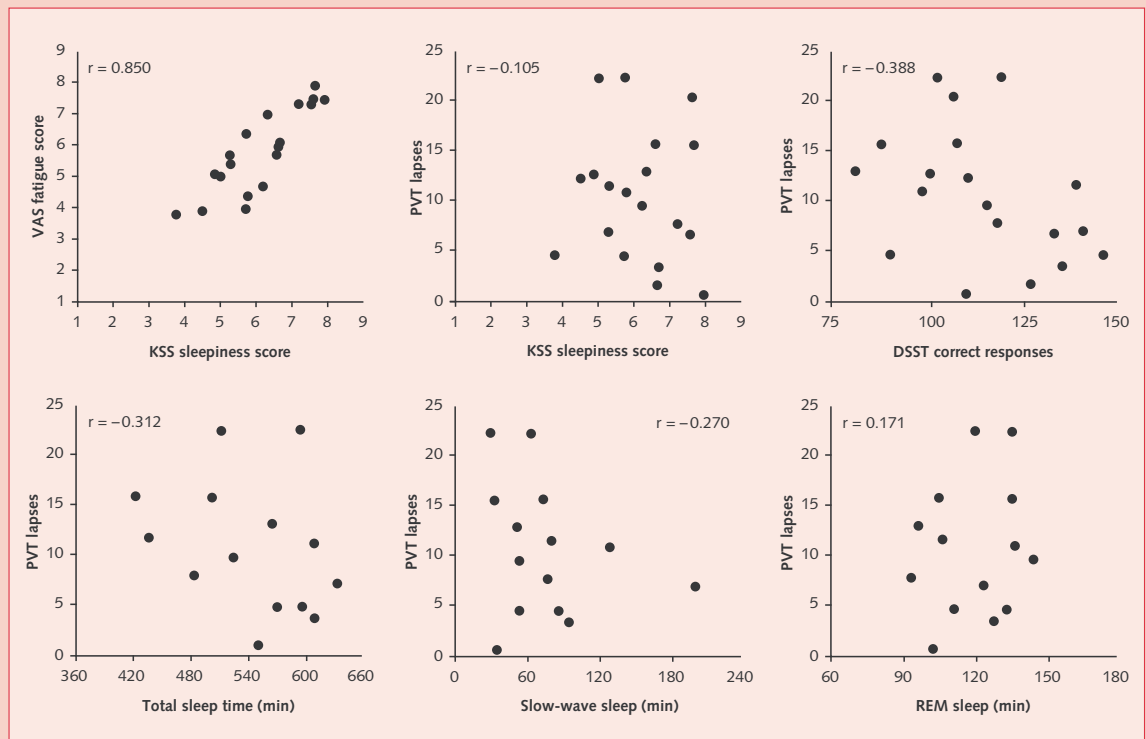 r = 0.850
VAS fatigue score
9
8
7
6
5
4
3
2
1
1 2 3 4 5 6 7 8 9
KSS sleepiness score
r = −0.105
PVT lapses
25
20
15
10
5
0
1 2 3 4 5 6 7 8 9
KSS sleepiness score
r = −0.388
PVT lapses
25
20
15
10
5
0
75 100 125 150
DSST correct responses
r = −0.312
PVT lapses
25
20
15
10
5
0
360 420 480 540 600 660
Total sleep time (min)
r = −0.270
PVT lapses
25
20
15
10
5
0
0 60 120 180 240
Slow-wave sleep (min)
r = 0.171
PVT lapses
25
20
15
10
5
0
60 90 120 150 180
REM sleep (min)